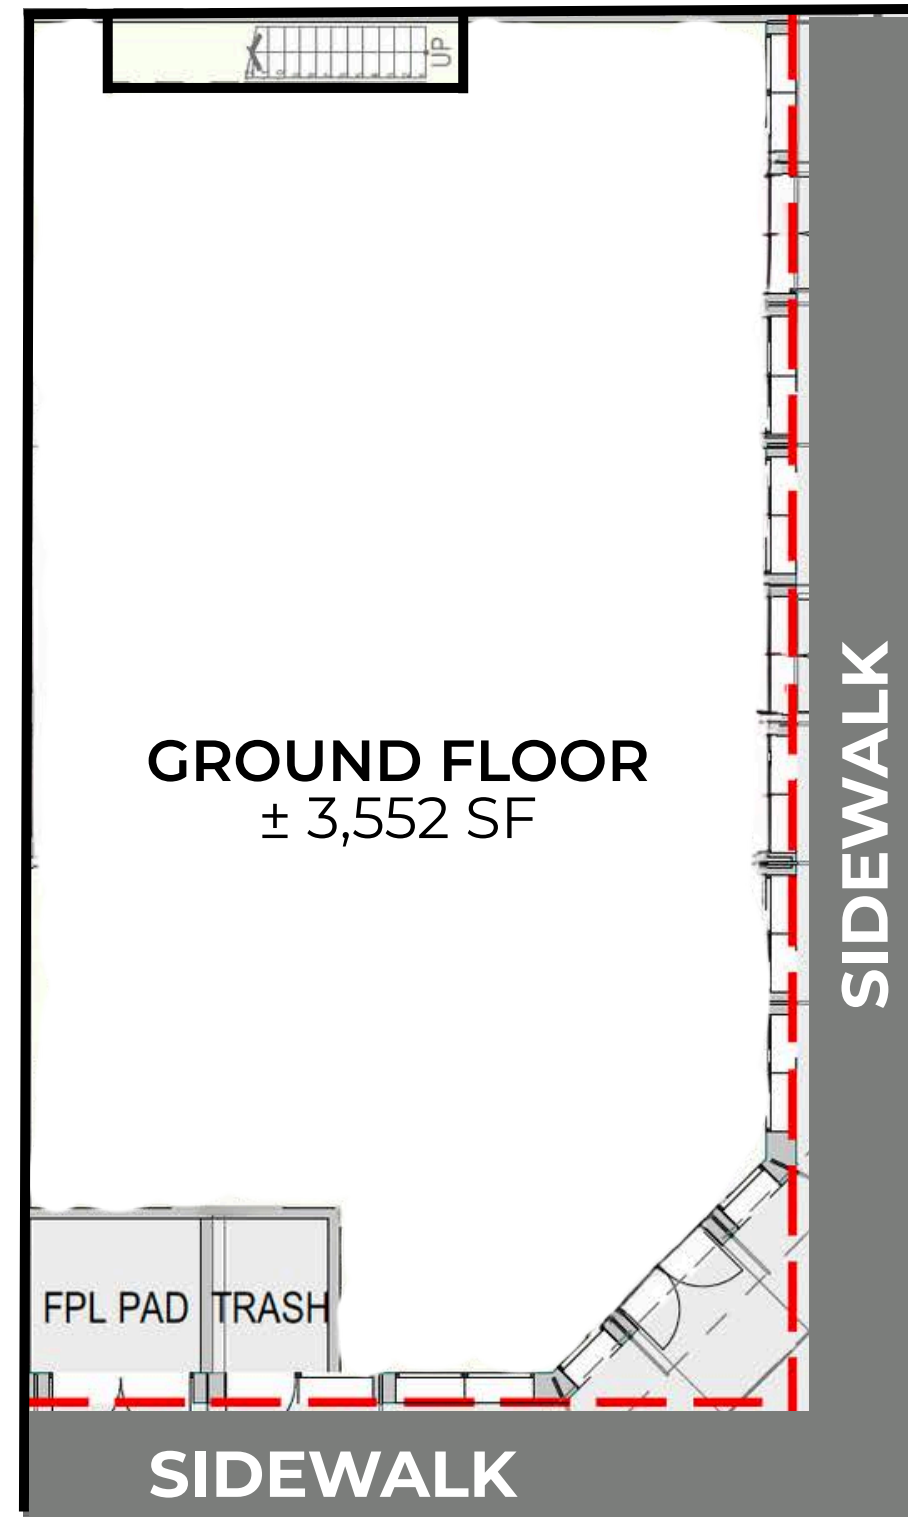 UP
GROUND FLOOR
± 3,552 SF
SIDEWALK
FPL PAD
TRASH
SIDEWALK